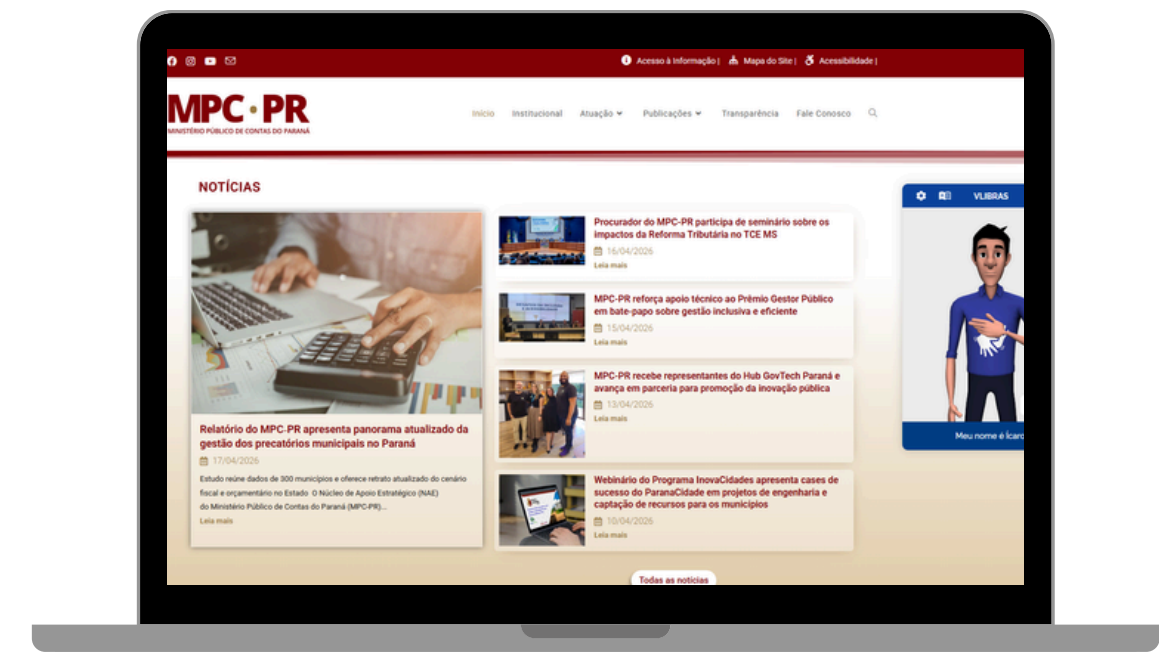 Acesso à Informação |
Mapa do Site |
Acessibilidade |
MPC·PR
MINISTÉRIO PÚBLICO DE CONTAS DO PARANÁ
Início
Institucional
Atuação
Publicações
Transparência
Fale Conosco
NOTÍCIAS
Relatório do MPC-PR apresenta panorama atualizado da
gestão dos precatórios municipais no Paraná
17/04/2026
Estudo reúne dados de 300 municípios e oferece retrato atualizado do cenário
fiscal e orçamentário no Estado O Núcleo de Apoio Estratégico (NAE)
do Ministério Público de Contas do Paraná (MPC-PR)...
Leia mais
Procurador do MPC-PR participa de seminário sobre os
impactos da Reforma Tributária no TCE MS
16/04/2026
Leia mais
MPC-PR reforça apoio técnico ao Prêmio Gestor Público
em bate-papo sobre gestão inclusiva e eficiente
15/04/2026
Leia mais
MPC-PR recebe representantes do Hub GovTech Paraná e
avança em parceria para promoção da inovação pública
13/04/2026
Leia mais
Webinário do Programa InovaCidades apresenta cases de
sucesso do ParanaCidade em projetos de engenharia e
captação de recursos para os municípios
10/04/2026
Leia mais
Todas as notícias
VLIBRAS
Meu nome é Ícaro